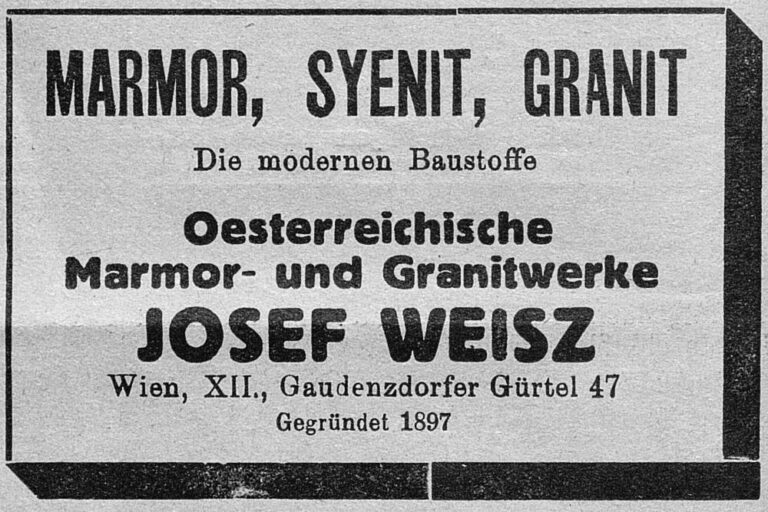 MARMOR, SYENIT, GRANIT
Die modernen Baustoffe
Oesterreichische
Marmor- und Granitwerke
JOSEF WEISZ
Wien, XII., Gaudenzdorfer Gürtel 47
Gegründet 1897